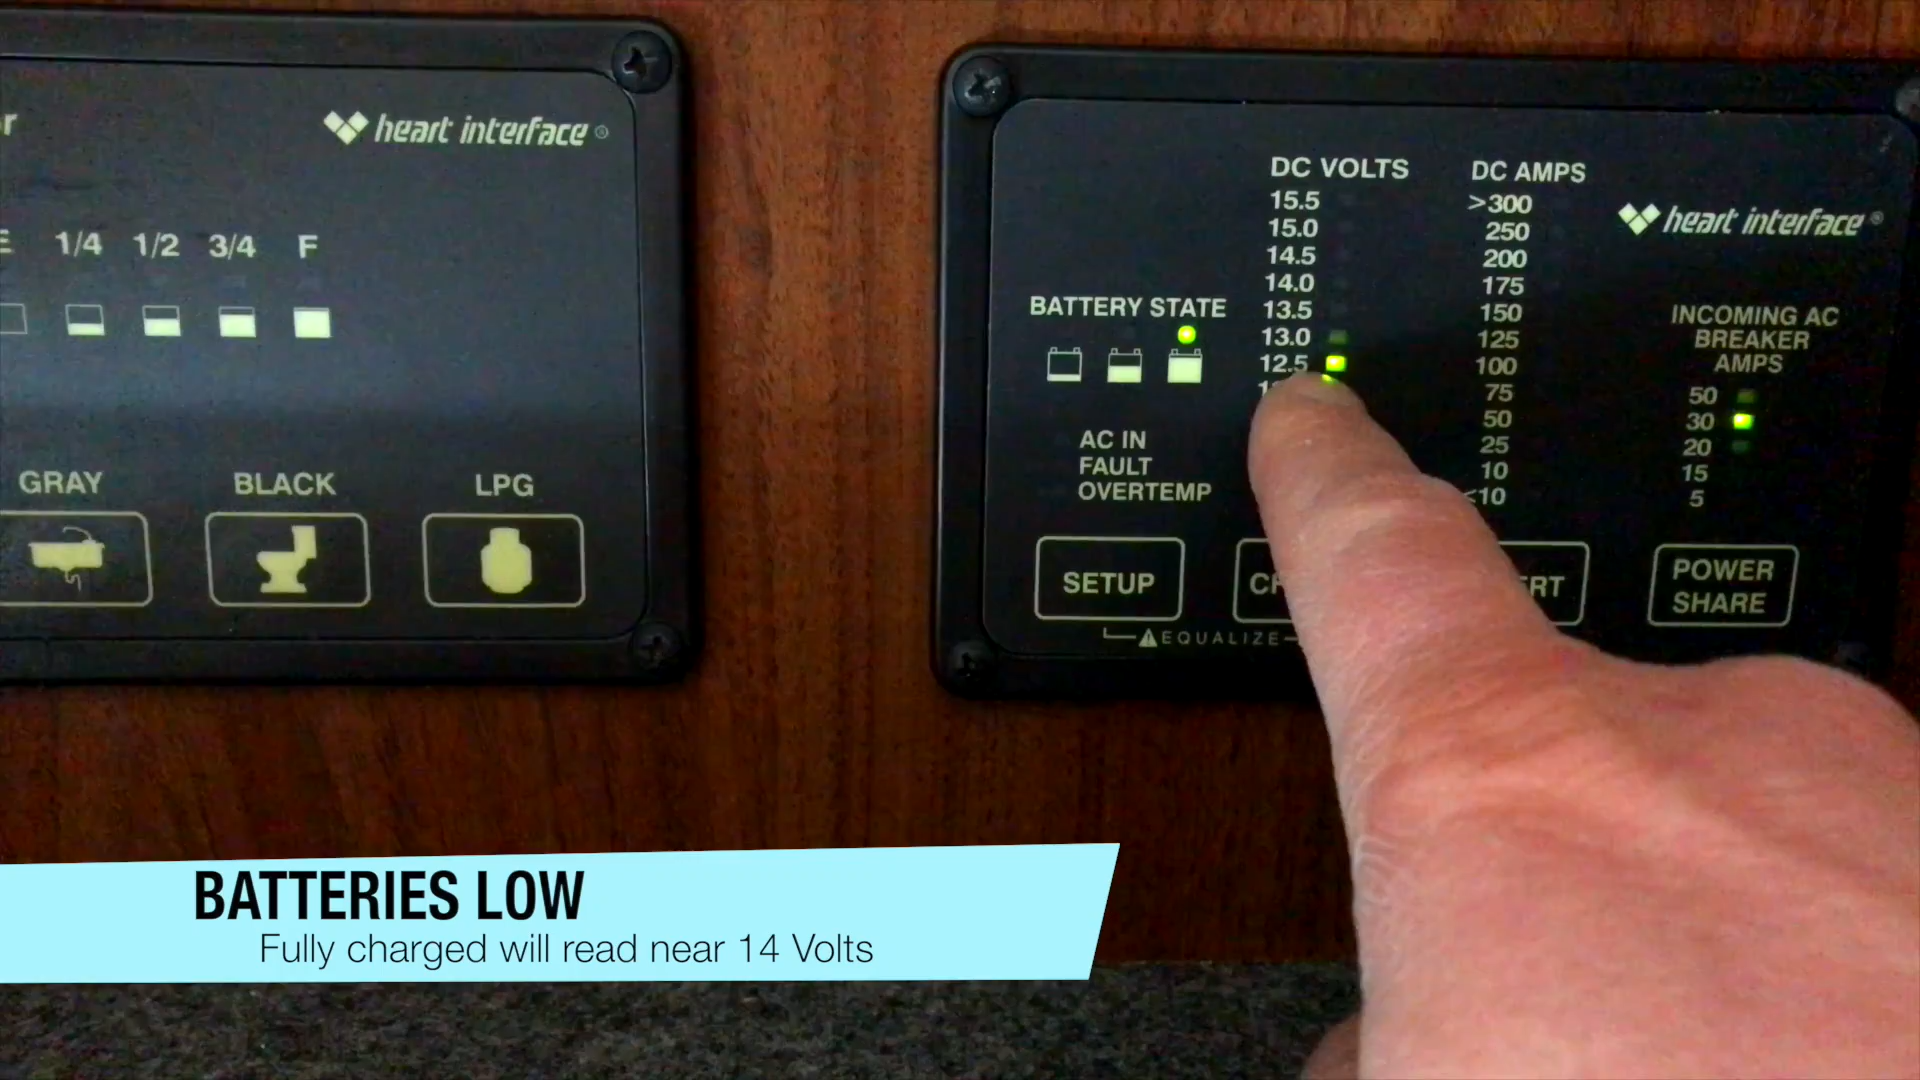 heart interface®
1/4 1/2 3/4 F
GRAY BLACK LPG
DC VOLTS
15.5
15.0
14.5
14.0
13.5
13.0
12.5
DC AMPS
>300
250
200
175
150
125
100
75
50
25
10
<10
heart interface®
BATTERY STATE
AC IN
FAULT
OVERTEMP
INCOMING AC
BREAKER
AMPS
50
30
20
15
5
SETUP
POWER
SHARE
EQUALIZE
BATTERIES LOW
Fully charged will read near 14 Volts